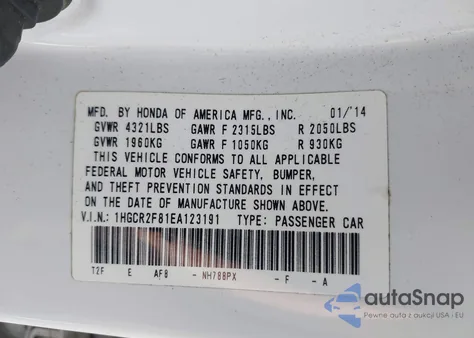 MFD. BY HONDA OF AMERICA MFG., INC. 01/'14
GVWR 4321LBS GAWR F 2315LBS R 2050LBS
GVWR 1960KG GAWR F 1050KG R 930KG
THIS VEHICLE CONFORMS TO ALL APPLICABLE
FEDERAL MOTOR VEHICLE SAFETY, BUMPER,
AND THEFT PREVENTION STANDARDS IN EFFECT
ON THE DATE OF MANUFACTURE SHOWN ABOVE.
V.I.N.: 1HGCR2F81EA123191 TYPE: PASSENGER CAR
T2F E AF8 - NH788PX - F - A
autaSnap
Pewne auta z aukcji USA i EU